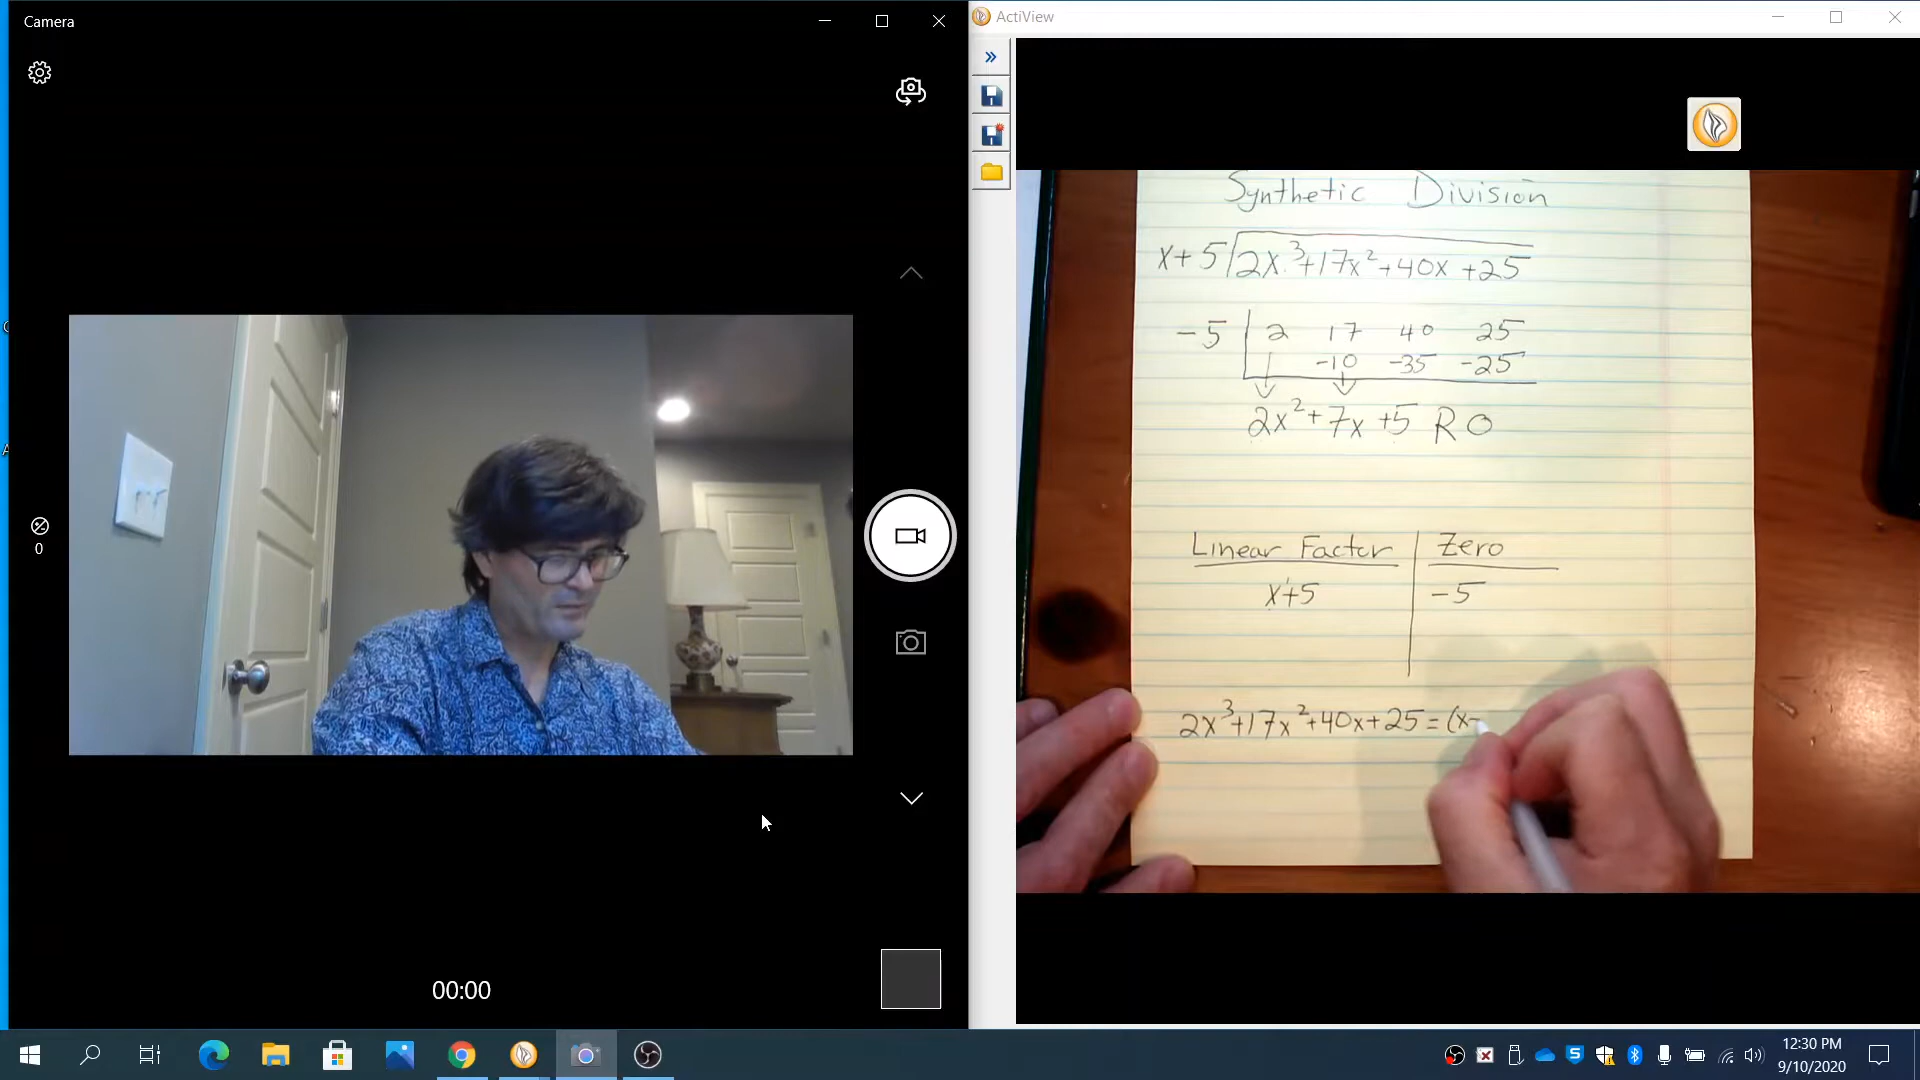 Camera
ActiView
Synthetic Division
x+5 2x³+17x²+40x+25
-5 2 17 40 25
-10 -35 -25
2x²+7x+5 R0
Linear Factor Zero
x+5 -5
2x³+17x²+40x+25=(x
0
00:00
12:30 PM
9/10/2020